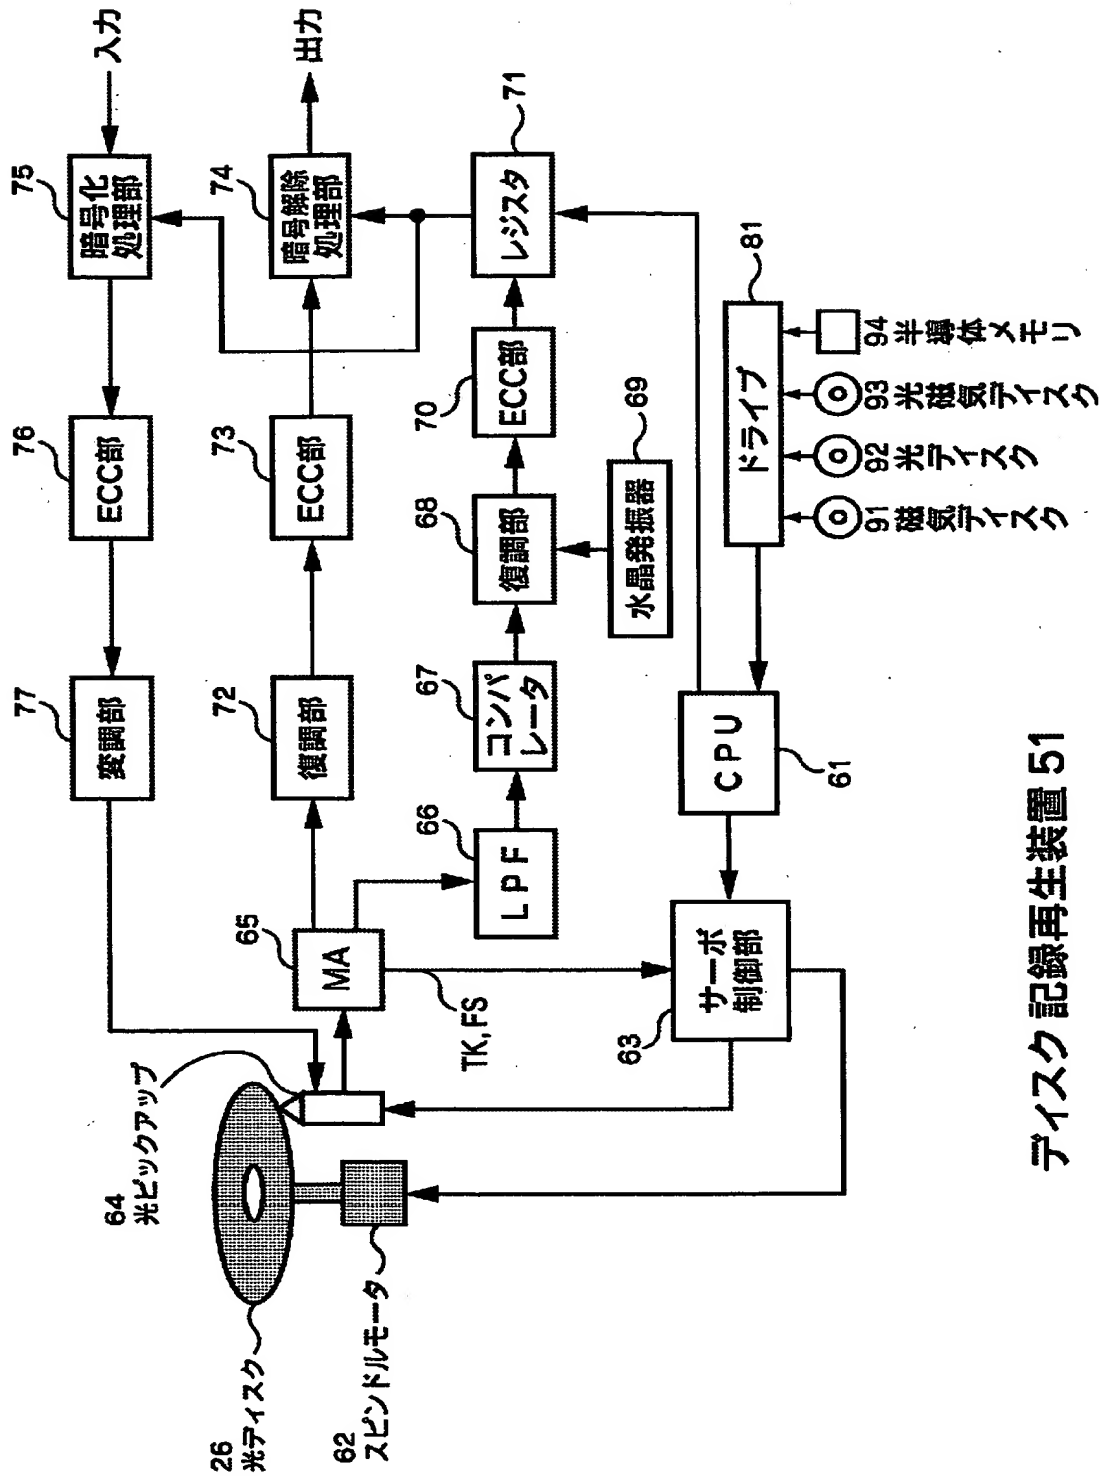 26
光ディスク
64
光ピックアップ
62
スピンドルモータ
77
変調部
76
ECC部
75
暗号化
処理部
入力
65
MA
TK,FS
72
復調部
73
ECC部
74
暗号解除
処理部
出力
66
LPF
67
コンパ
レータ
68
復調部
70
ECC部
71
レジスタ
69
水晶発振器
63
サーボ
制御部
CPU
61
ドライブ
81
91 磁気ディスク
92 光ディスク
93 光磁気ディスク
94 半導体メモリ
ディスク記録再生装置 51